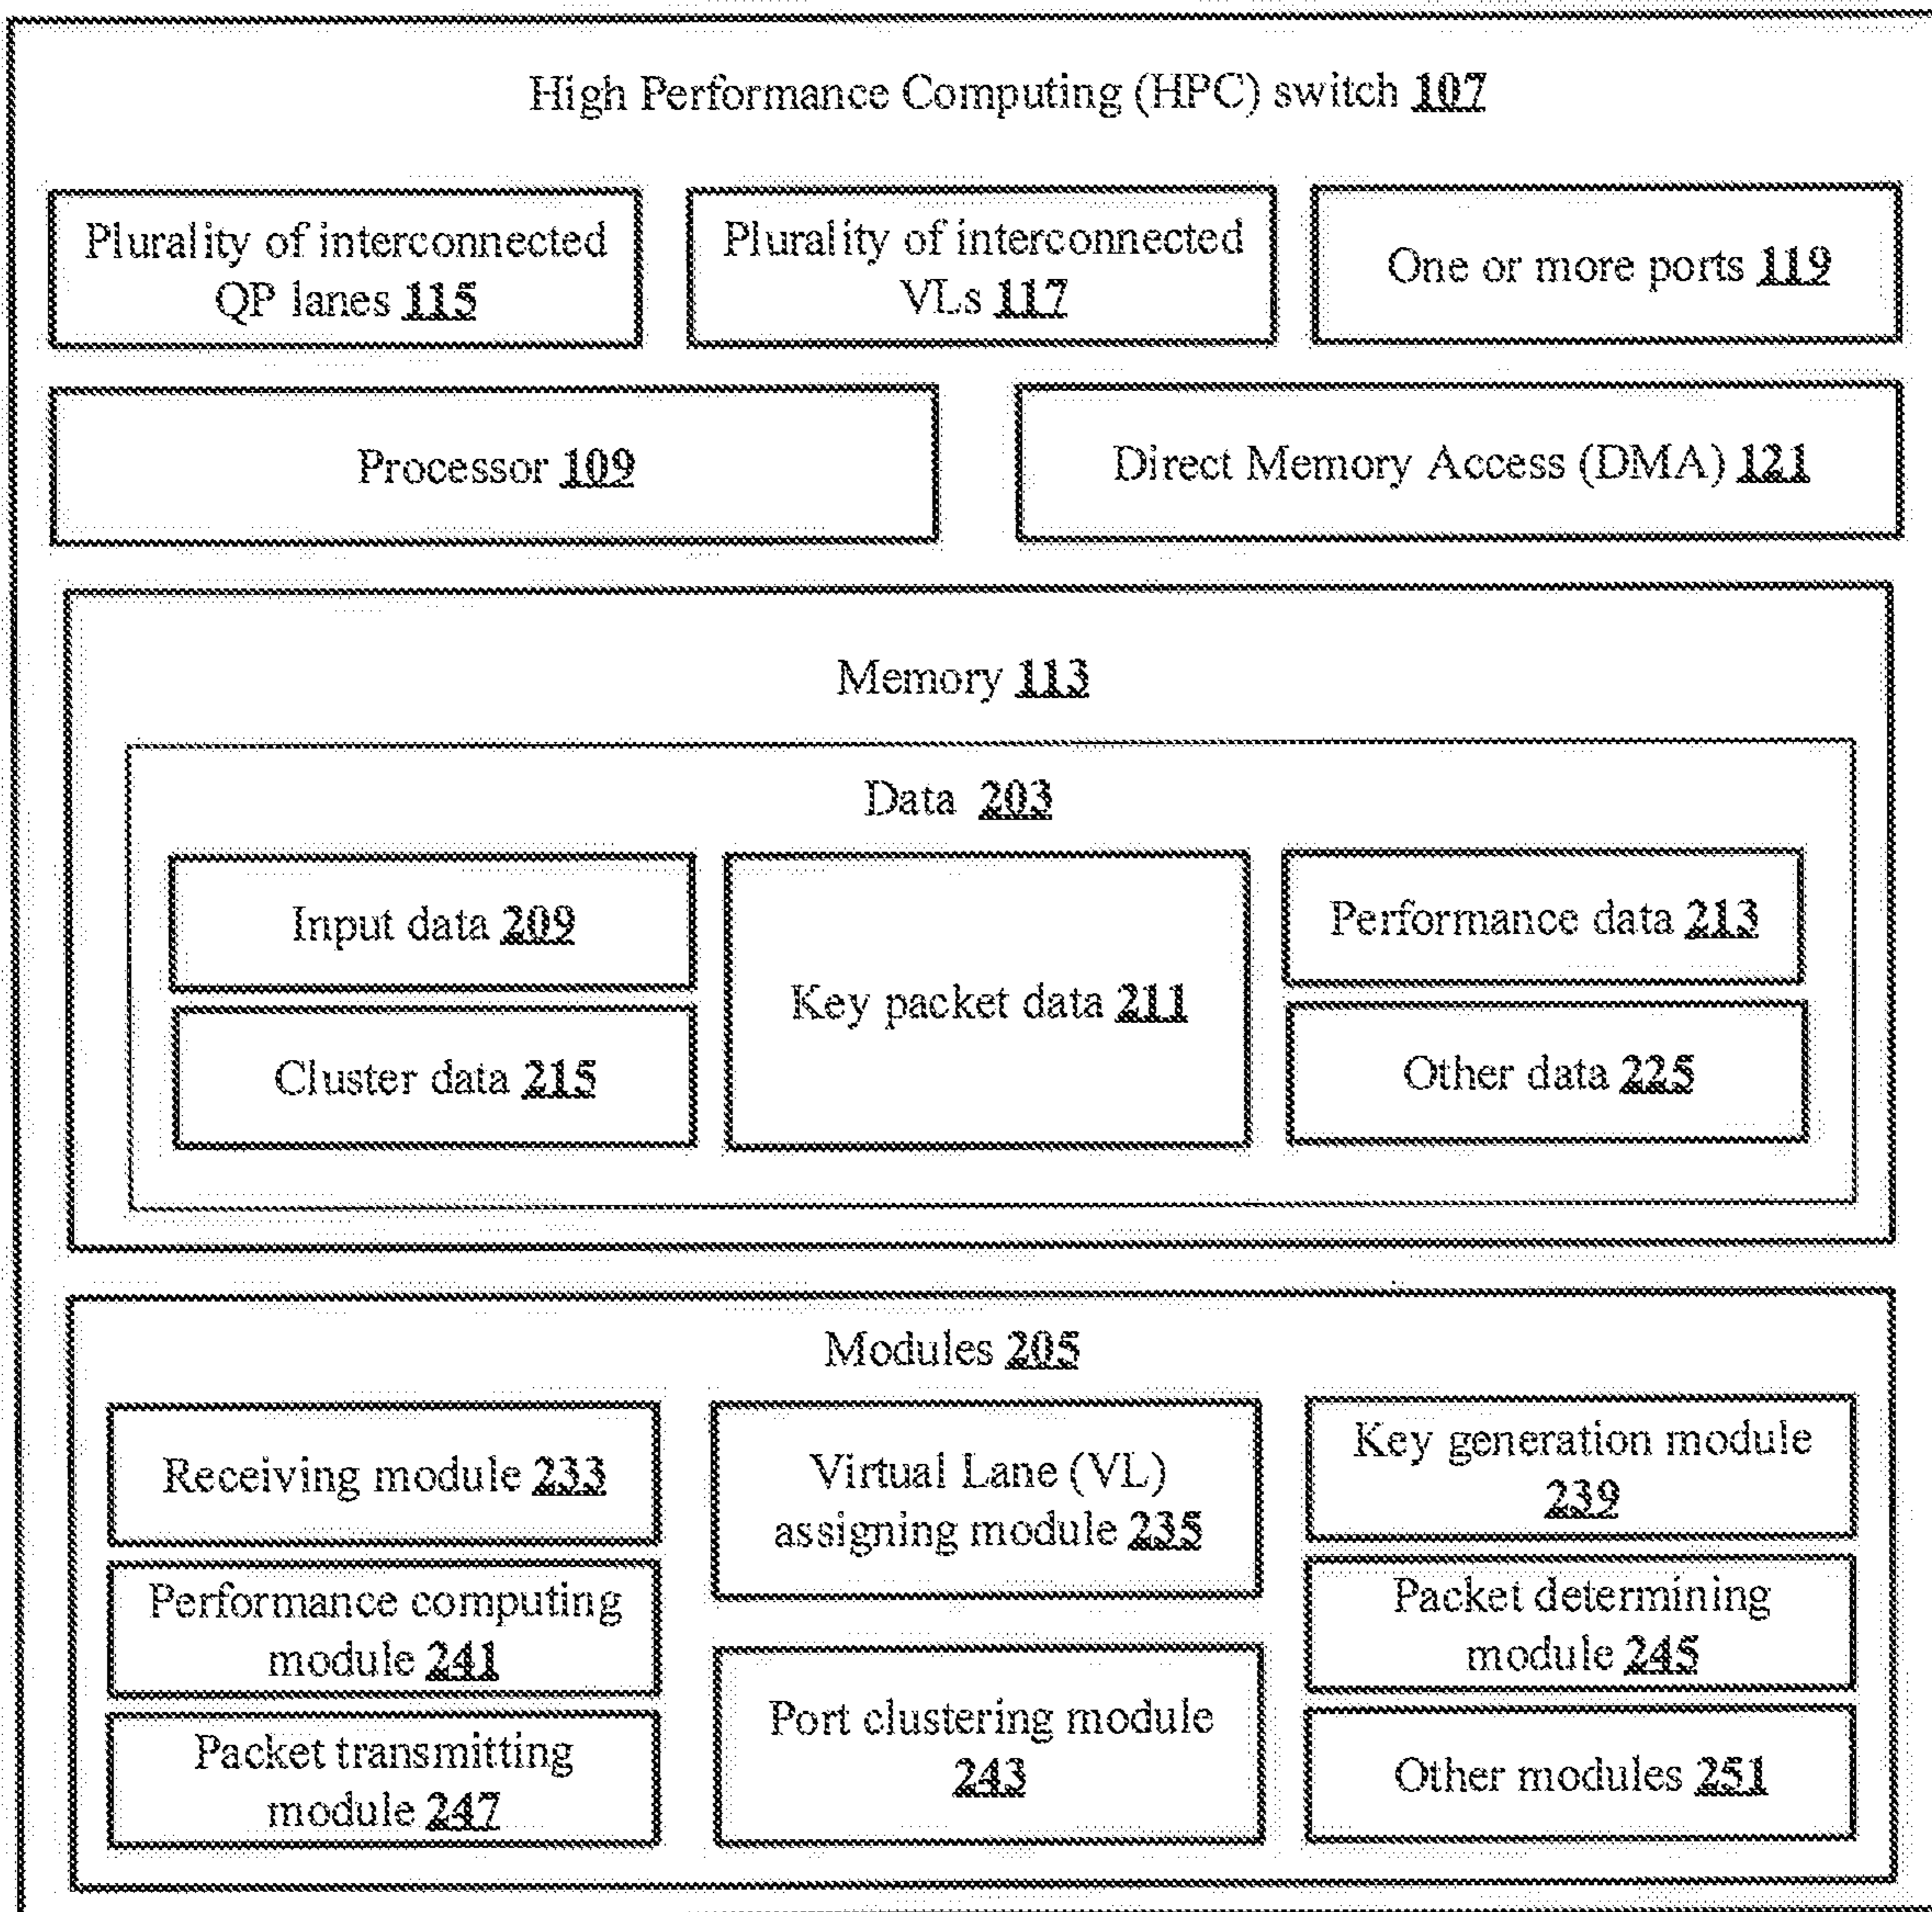 High Performance Computing (HPC) switch 107
Plurality of interconnected
QP lanes 115
Plurality of interconnected
VLs 117
One or more ports 119
Processor 109
Direct Memory Access (DMA) 121
Memory 113
Data 203
Input data 209
Key packet data 211
Performance data 213
Cluster data 215
Other data 225
Modules 205
Receiving module 233
Virtual Lane (VL)
assigning module 235
Key generation module
239
Performance computing
module 241
Packet determining
module 245
Packet transmitting
module 247
Port clustering module
243
Other modules 251